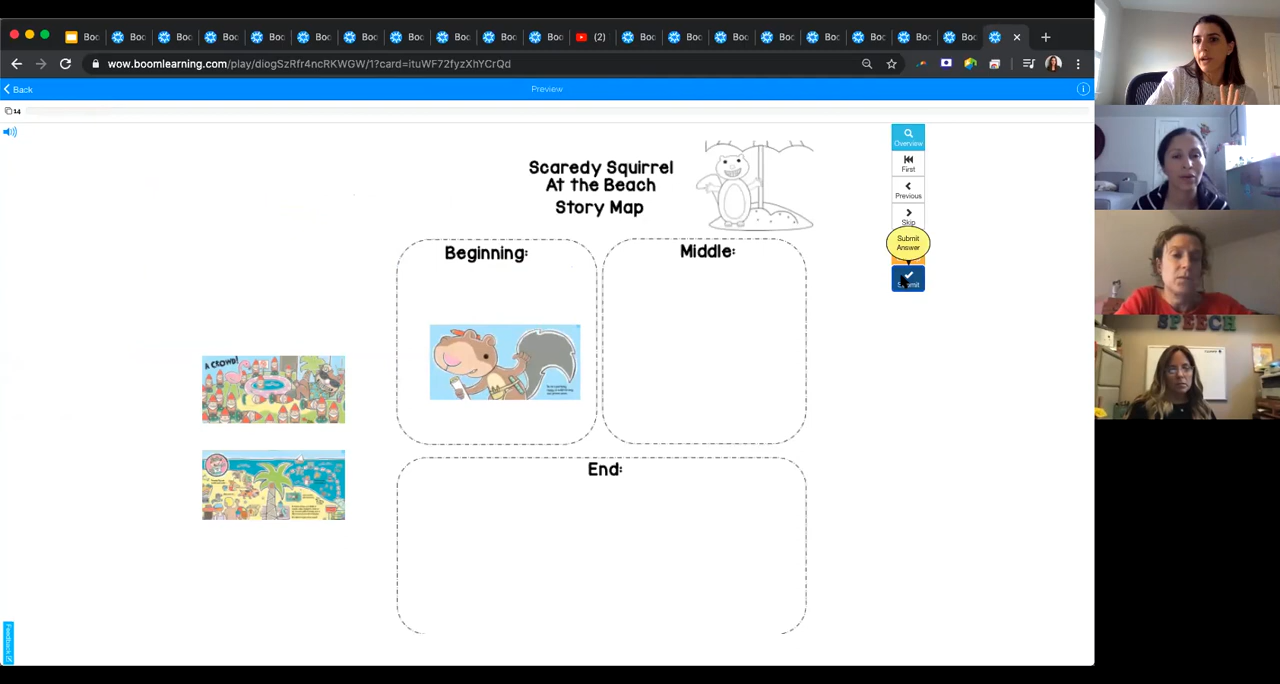 Boo
Boo
Boo
Boo
Boo
Boo
Boo
Boo
Boo
Boo
Boo
(2)
Boo
Boo
Boo
Boo
Boo
Boo
Boo
Boo
wow.boomlearning.com/play/diogSzRfr4ncRKWGW/1?card=ituWF72fyzXhYCrQd
Back
Preview
14
Overview
First
Previous
Skip
Submit
Answer
Submit
Scaredy Squirrel
At the Beach
Story Map
Beginning:
Middle:
A CROWD!
End:
Feedback
SPEECH